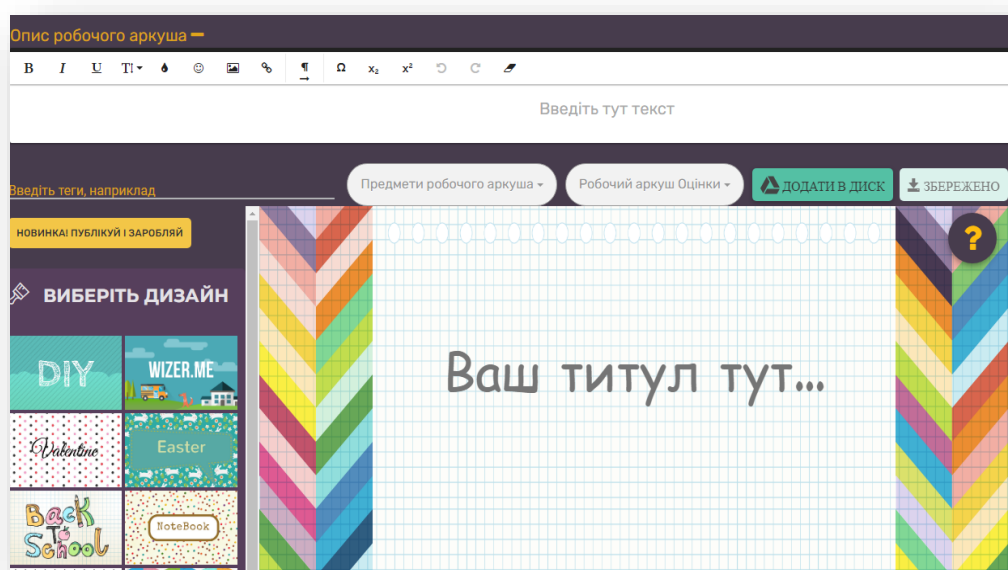 Опис робочого аркуша
B I U TI Ω x₂ x²
Введіть тут текст
Введіть теги, наприклад
Предмети робочого аркуша
Робочий аркуш Оцінки
ДОДАТИ В ДИСК
ЗБЕРЕЖЕНО
НОВИНКА! ПУБЛІКУЙ І ЗАРОБЛЯЙ
?
ВИБЕРІТЬ ДИЗАЙН
DIY
WIZER.ME
Ваш титул тут...
Valentine
Easter
Back To School
NoteBook